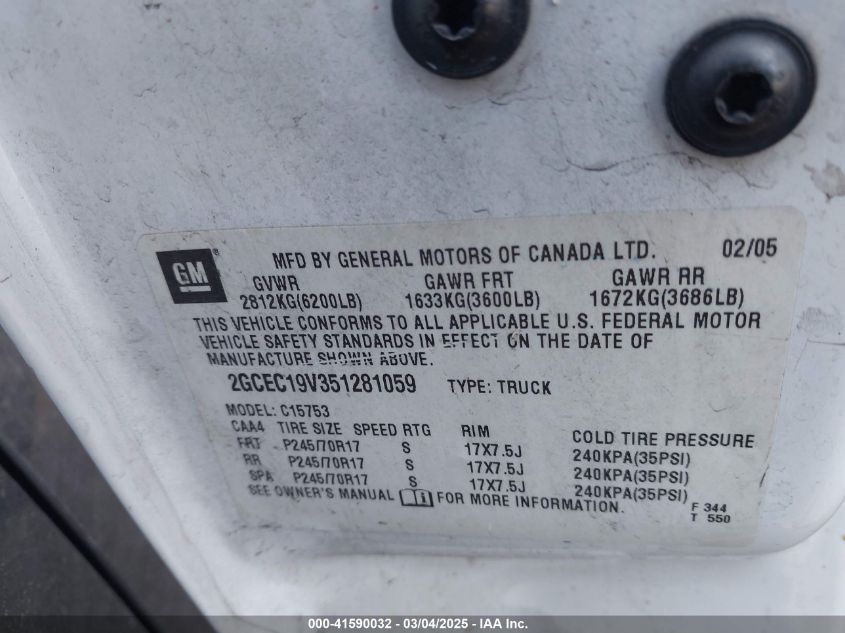 GM
MFD BY GENERAL MOTORS OF CANADA LTD. 02/05
GVWR GAWR FRT GAWR RR
2812KG(6200LB) 1633KG(3600LB) 1672KG(3686LB)
THIS VEHICLE CONFORMS TO ALL APPLICABLE U.S. FEDERAL MOTOR
VEHICLE SAFETY STANDARDS IN EFFECT ON THE DATE OF
MANUFACTURE SHOWN ABOVE.
2GCEC19V351281059 TYPE: TRUCK
MODEL: C15753
CAA4 TIRE SIZE SPEED RTG RIM COLD TIRE PRESSURE
FRT P245/70R17 S 17X7.5J 240KPA(35PSI)
RR P245/70R17 S 17X7.5J 240KPA(35PSI)
SPA P245/70R17 S 17X7.5J 240KPA(35PSI)
SEE OWNER'S MANUAL FOR MORE INFORMATION.
F 344
T 550
000-41590032 - 03/04/2025 - IAA Inc.